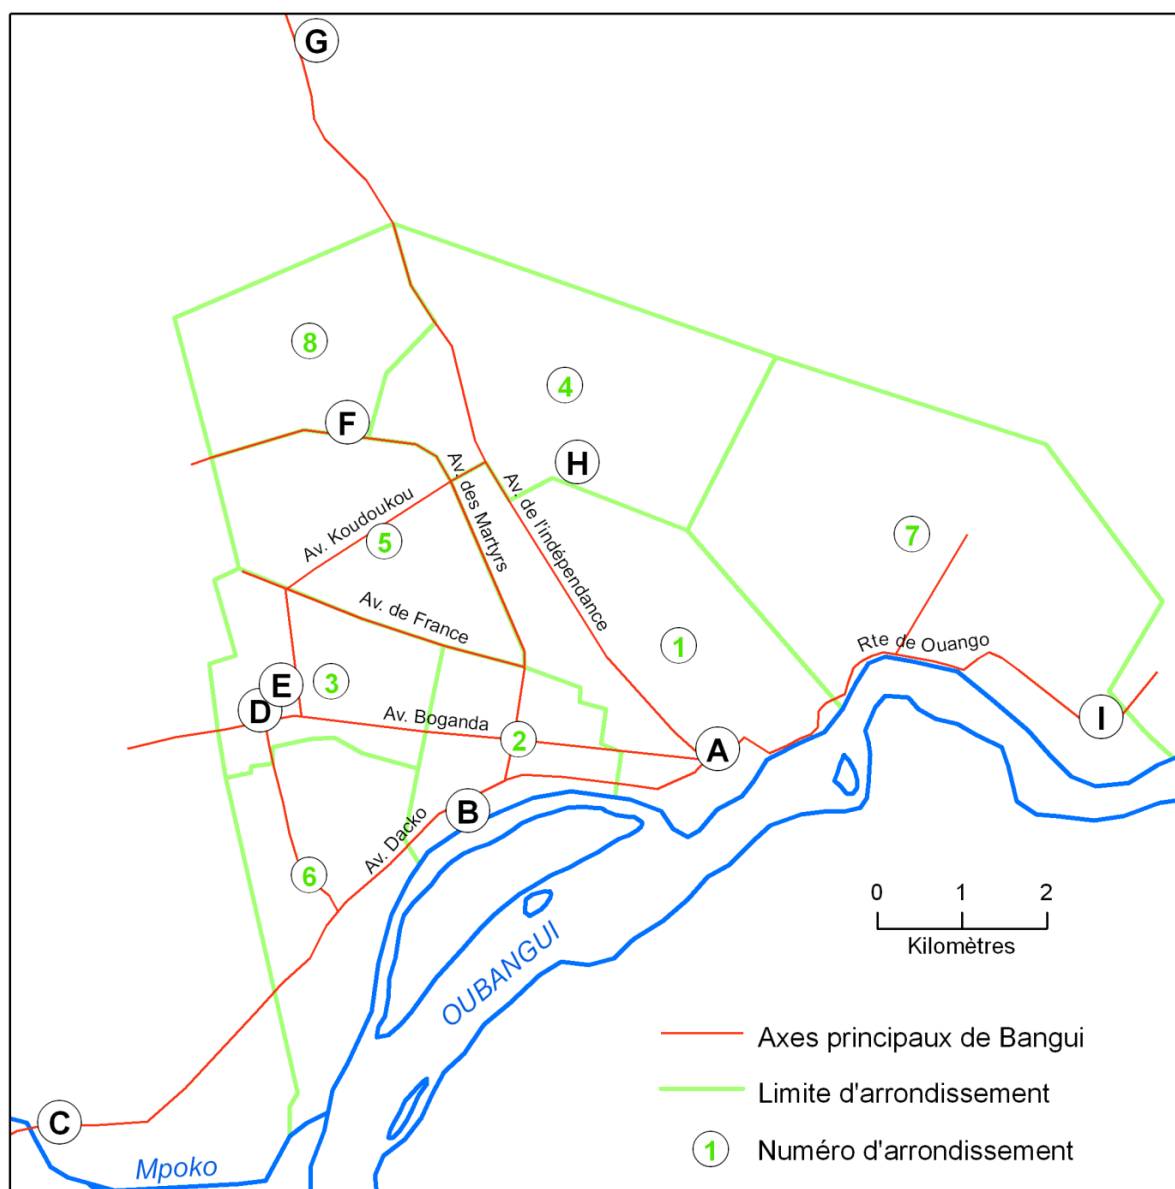 G
8
F
4
H
Av. Koudoukou
Av. des Martyrs
Av. de l'indépendance
5
7
Av. de France
1
Rte de Ouango
E
D
3
Av. Boganda
2
A
I
B
Av. Dacko
6
0 1 2
Kilomètres
OUBANGUI
C
Mpoko
Axes principaux de Bangui
Limite d'arrondissement
1 Numéro d'arrondissement